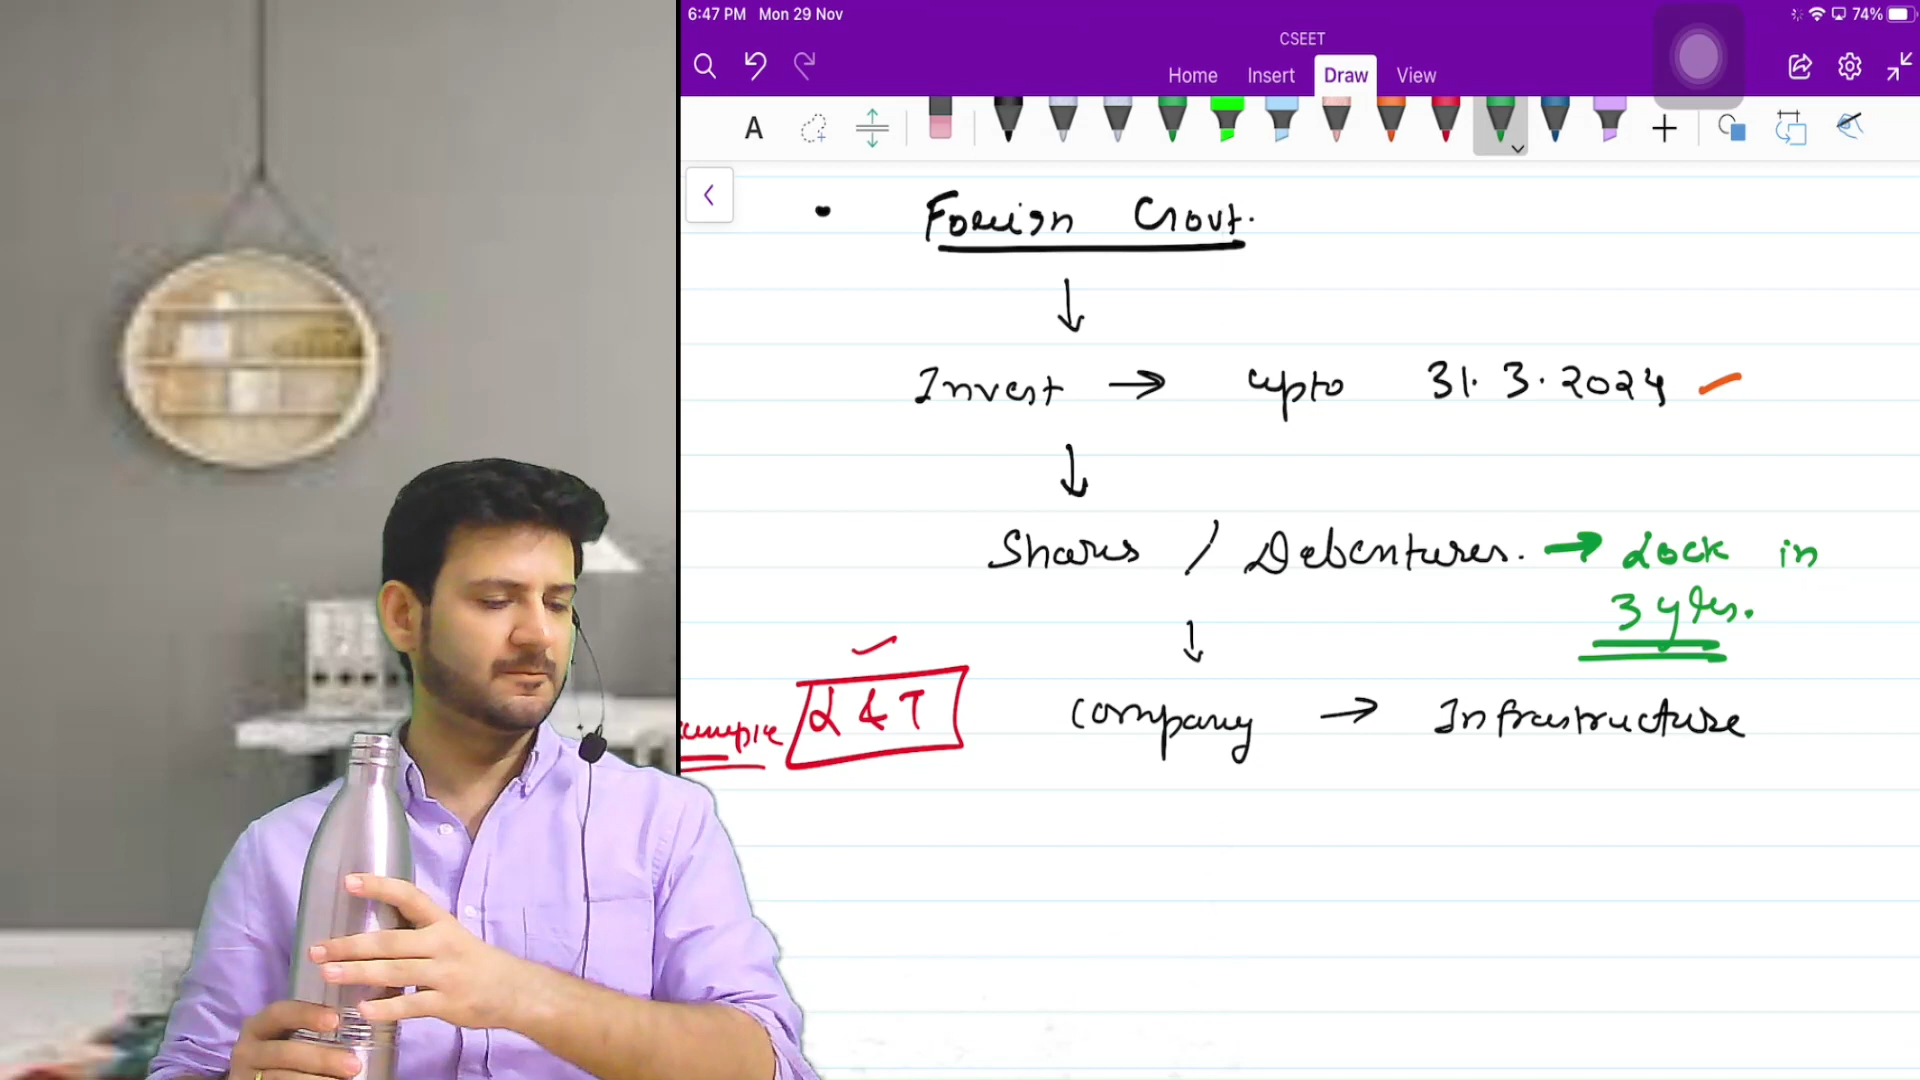 6:47 PM Mon 29 Nov
74%
CSEET
Home Insert Draw View
A
• Foreign Govt.
↓
Invest → upto 31.3.2024
↓
Shares / Debentures. → Lock in
3 yrs.
↓
L & T
Company → Infrastructure